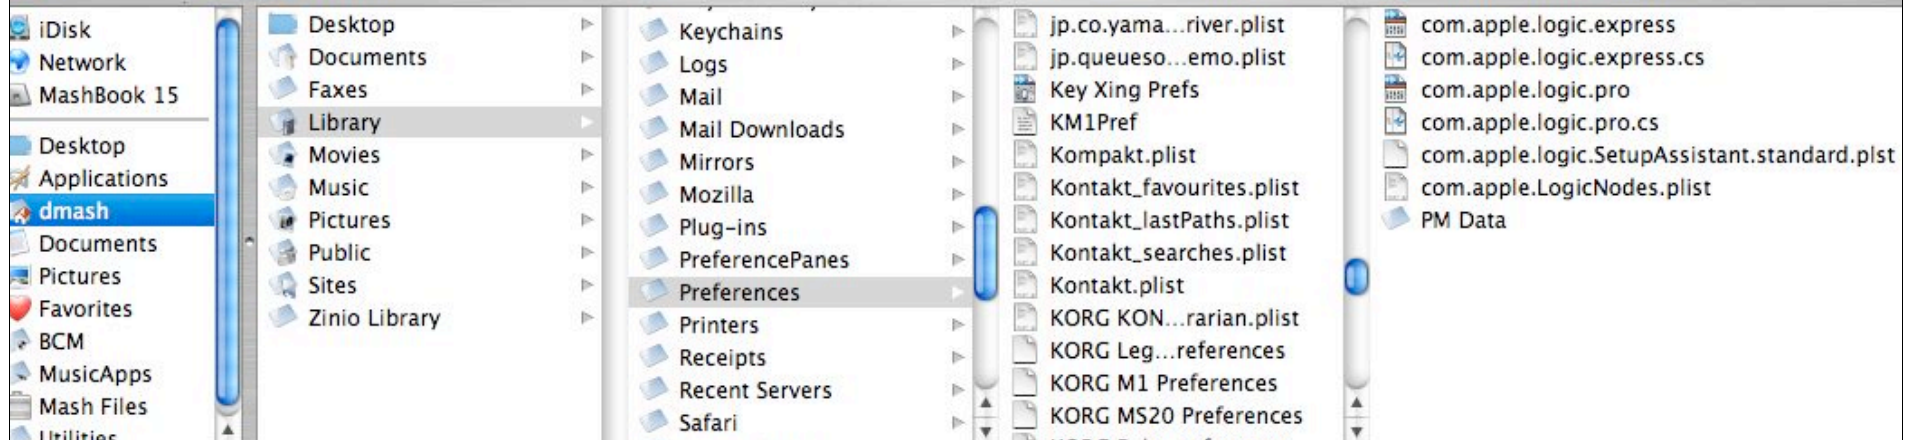 iDisk
Network
MashBook 15
Desktop
Applications
dmash
Documents
Pictures
Favorites
BCM
MusicApps
Mash Files
Utilities
Desktop
Documents
Faxes
Library
Movies
Music
Pictures
Public
Sites
Zinio Library
Keychains
Logs
Mail
Mail Downloads
Mirrors
Mozilla
Plug-ins
PreferencePanes
Preferences
Printers
Receipts
Recent Servers
Safari
jp.co.yama...river.plist
jp.queueso...emo.plist
Key Xing Prefs
KM1Pref
Kompakt.plist
Kontakt_favourites.plist
Kontakt_lastPaths.plist
Kontakt_searches.plist
Kontakt.plist
KORG KON...rarian.plist
KORG Leg...references
KORG M1 Preferences
KORG MS20 Preferences
com.apple.logic.express
com.apple.logic.express.cs
com.apple.logic.pro
com.apple.logic.pro.cs
com.apple.logic.SetupAssistant.standard.plst
com.apple.LogicNodes.plist
PM Data